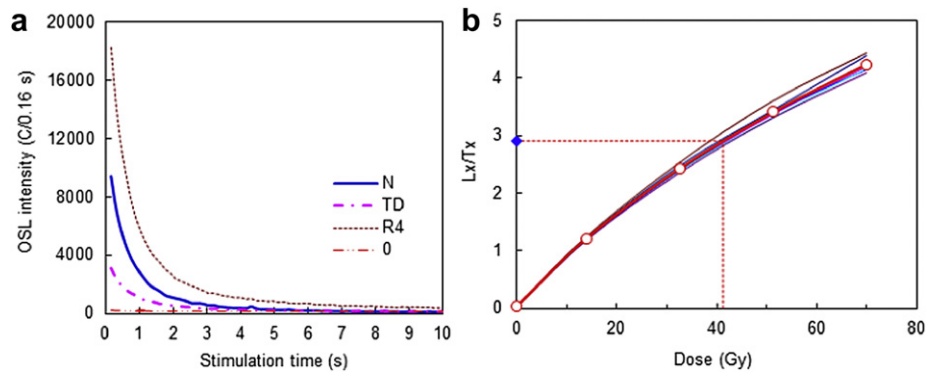 a
20000
16000
12000
8000
4000
0
OSL intensity (C/0.16 s)
N
TD
R4
0
0 1 2 3 4 5 6 7 8 9 10
Stimulation time (s)
b
5
4
3
2
1
0
Lx/Tx
0 20 40 60 80
Dose (Gy)